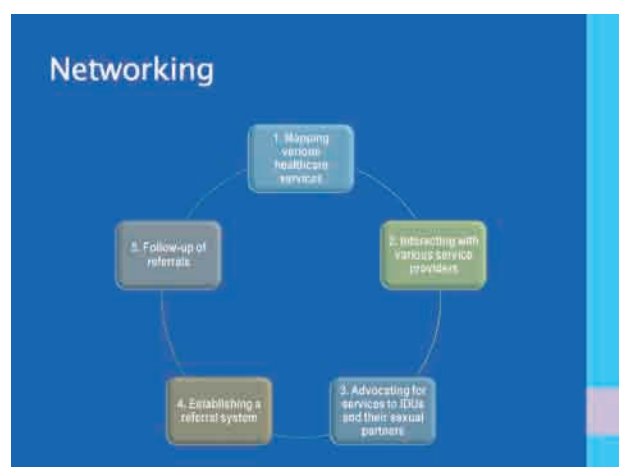 Networking
1. Mapping
various
healthcare
services
2. Interacting with
various service
providers
3. Advocating for
services to IDUs
and their sexual
partners
4. Establishing a
referral system
5. Follow-up of
referrals